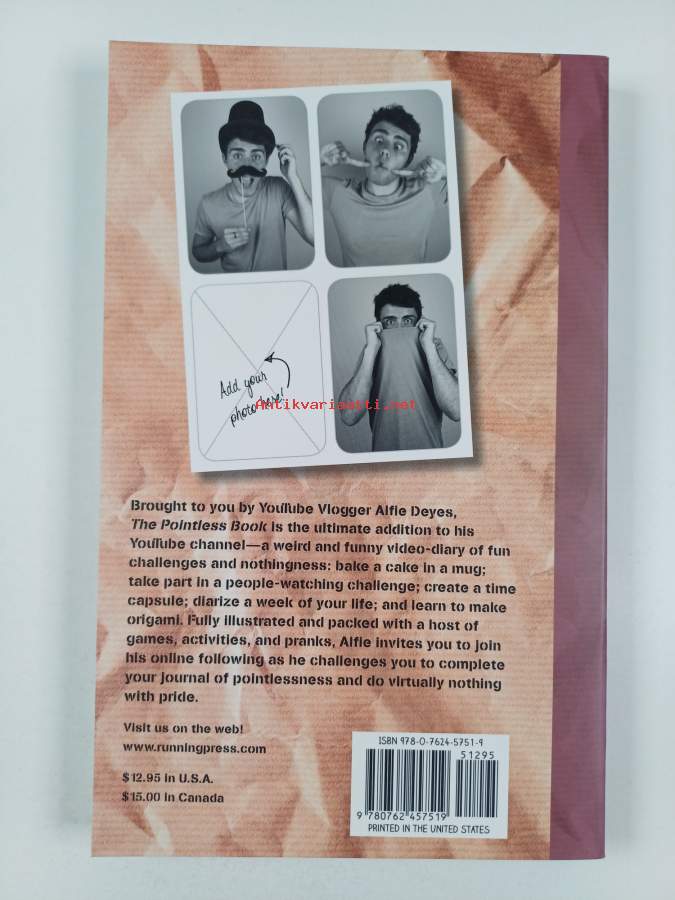 Add your
photo here!
Antikvariaatti.net
Brought to you by YouTube Vlogger Alfie Deyes,
The Pointless Book is the ultimate addition to his
YouTube channel—a weird and funny video-diary of fun
challenges and nothingness: bake a cake in a mug;
take part in a people-watching challenge; create a time
capsule; diarize a week of your life; and learn to make
origami. Fully illustrated and packed with a host of
games, activities, and pranks, Alfie invites you to join
his online following as he challenges you to complete
your journal of pointlessness and do virtually nothing
with pride.
Visit us on the web!
www.runningpress.com
$12.95 in U.S.A.
$15.00 in Canada
ISBN 978-0-7624-5751-9
51295
9 780762 457519
PRINTED IN THE UNITED STATES